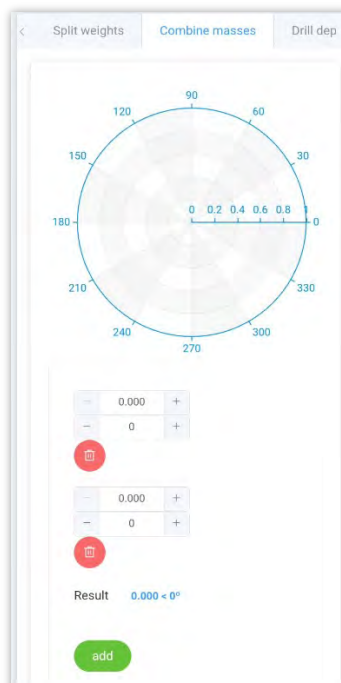 Split weights
Combine masses
Drill dep
90
120
60
150
30
0 0.2 0.4 0.6 0.8 1
180
0
210
330
240
300
270
− 0.000 +
− 0 +
− 0.000 +
− 0 +
Result 0.000 < 0º
add